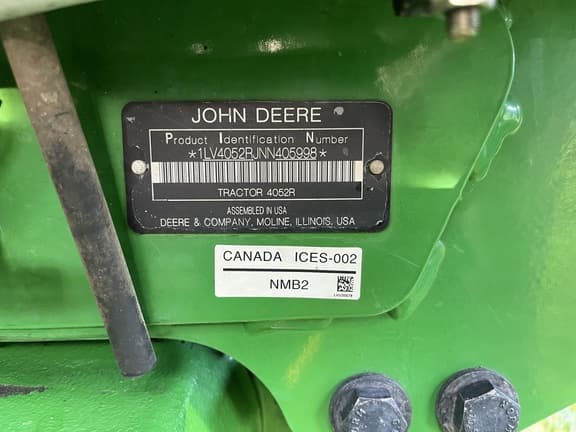 JOHN DEERE
Product Identification Number
*1LV4052RJNN405998*
TRACTOR 4052R
ASSEMBLED IN USA
DEERE & COMPANY, MOLINE, ILLINOIS, USA
CANADA ICES-002
NMB2